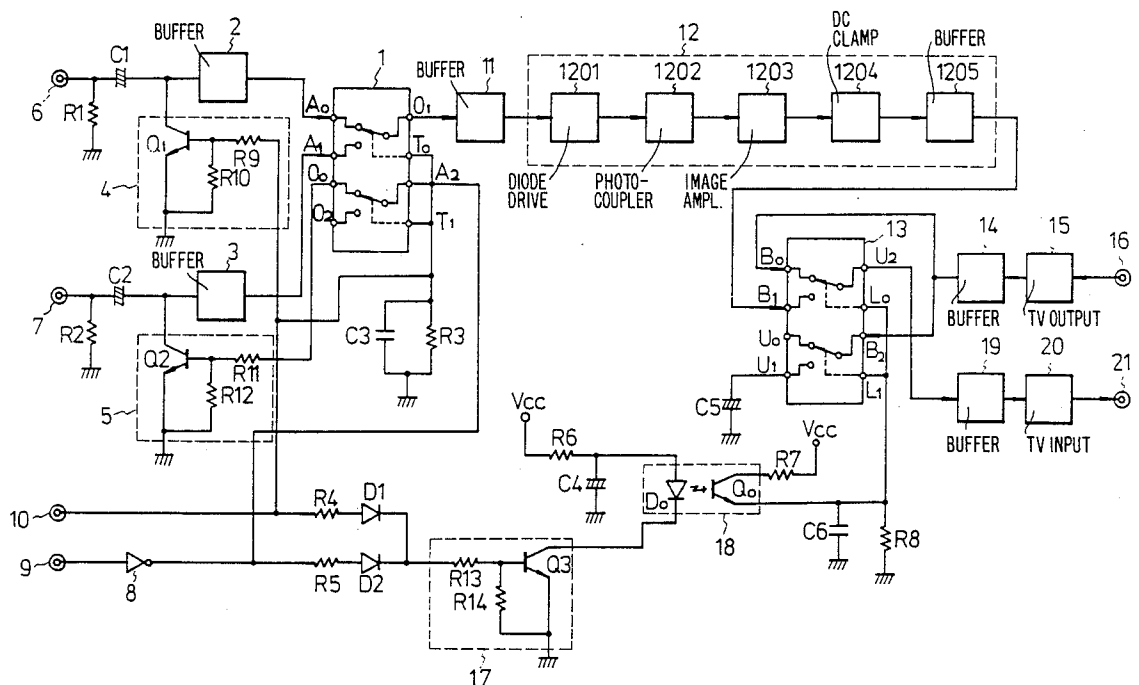 BUFFER
2
C1
6
R1
Q1
R9
R10
4
BUFFER
3
C2
7
R2
Q2
R11
R12
5
1
A0
O1
A1
T0
O0
A2
O2
T1
C3
R3
BUFFER
11
12
1201
1202
1203
DC
CLAMP
1204
BUFFER
1205
DIODE
DRIVE
PHOTO-
COUPLER
IMAGE
AMPL.
13
B0
U2
B1
L0
U0
B2
U1
L1
C5
14
BUFFER
15
TV OUTPUT
16
19
BUFFER
20
TV INPUT
21
Vcc
R6
C4
D0
Q0
18
R7
Vcc
C6
R8
10
9
8
R4
D1
R5
D2
R13
R14
Q3
17